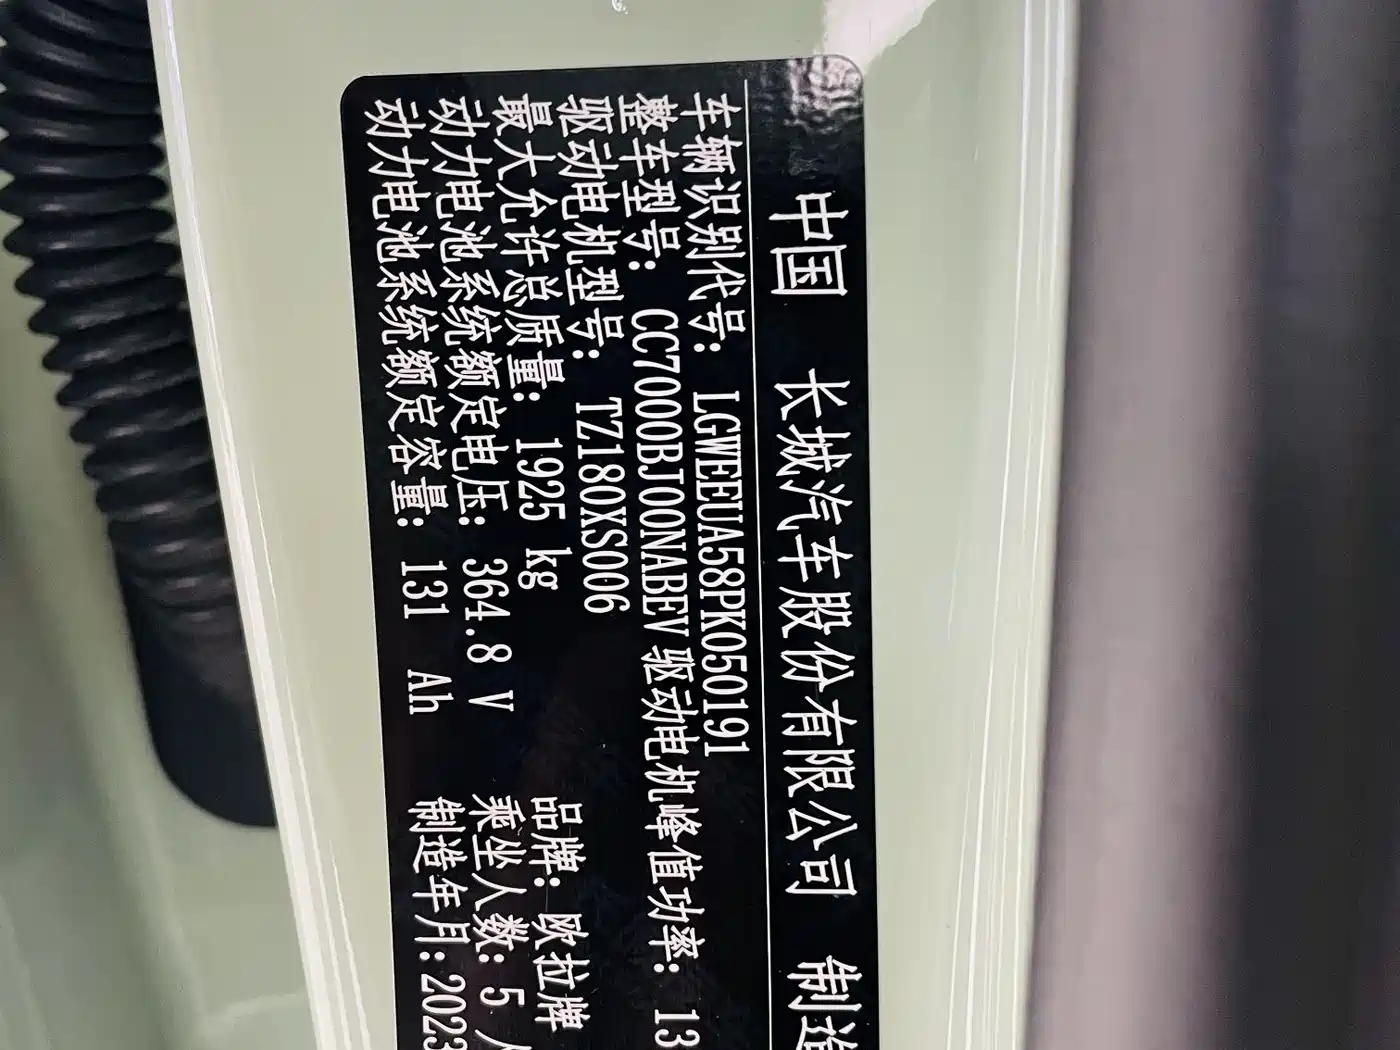 中国 长城汽车股份有限公司 制造
车辆识别代号: LGWEEUA58PK050191
整车型号: CC7000BJ00NABEV 驱动电机峰值功率: 13
驱动电机型号: TZ180XS006
最大允许总质量: 1925 kg 品牌: 欧拉牌
动力电池系统额定电压: 364.8 V 乘坐人数: 5 人
动力电池系统额定容量: 131 Ah 制造年月: 2023